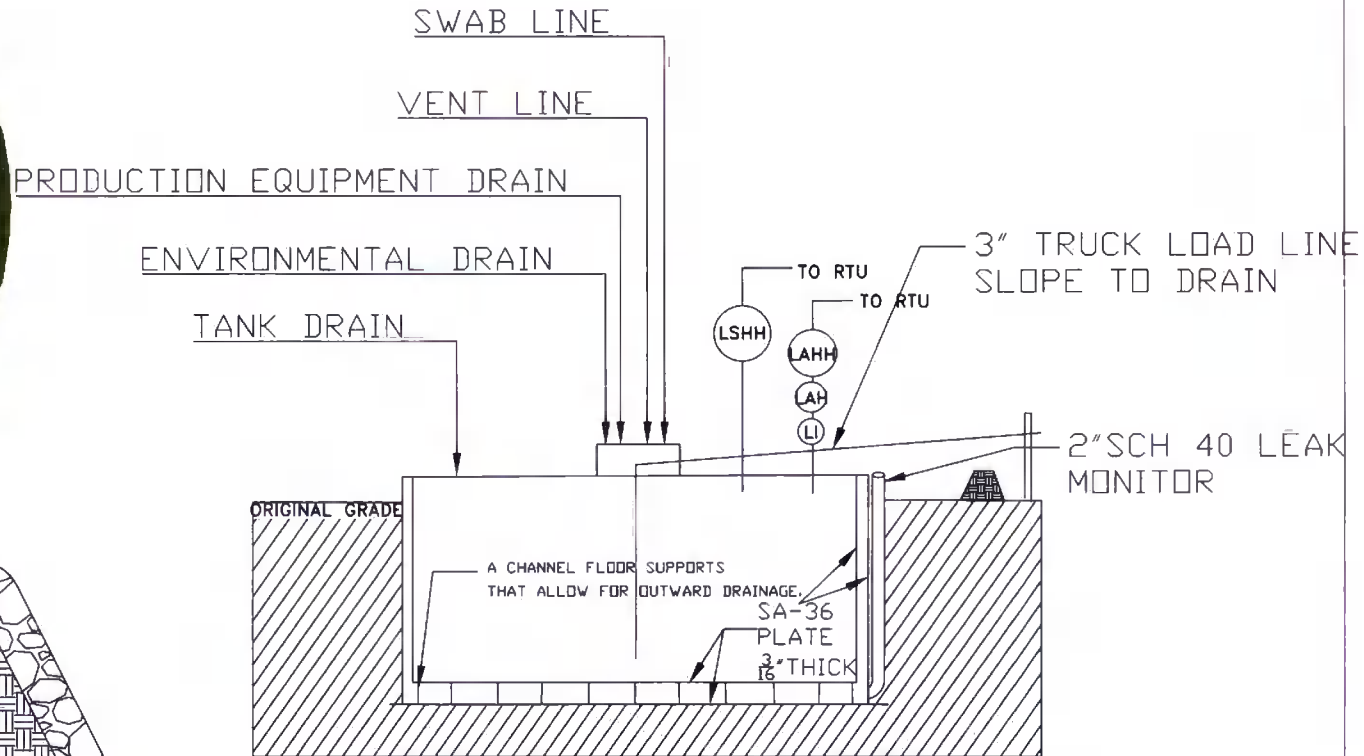 SWAB LINE
VENT LINE
PRODUCTION EQUIPMENT DRAIN
ENVIRONMENTAL DRAIN
TANK DRAIN
TO RTU
TO RTU
3" TRUCK LOAD LINE
SLOPE TO DRAIN
LSHH
LAHH
LAH
LI
2"SCH 40 LEAK
MONITOR
ORIGINAL GRADE
A CHANNEL FLOOR SUPPORTS
THAT ALLOW FOR OUTWARD DRAINAGE.
SA-36
PLATE
3/16"THICK